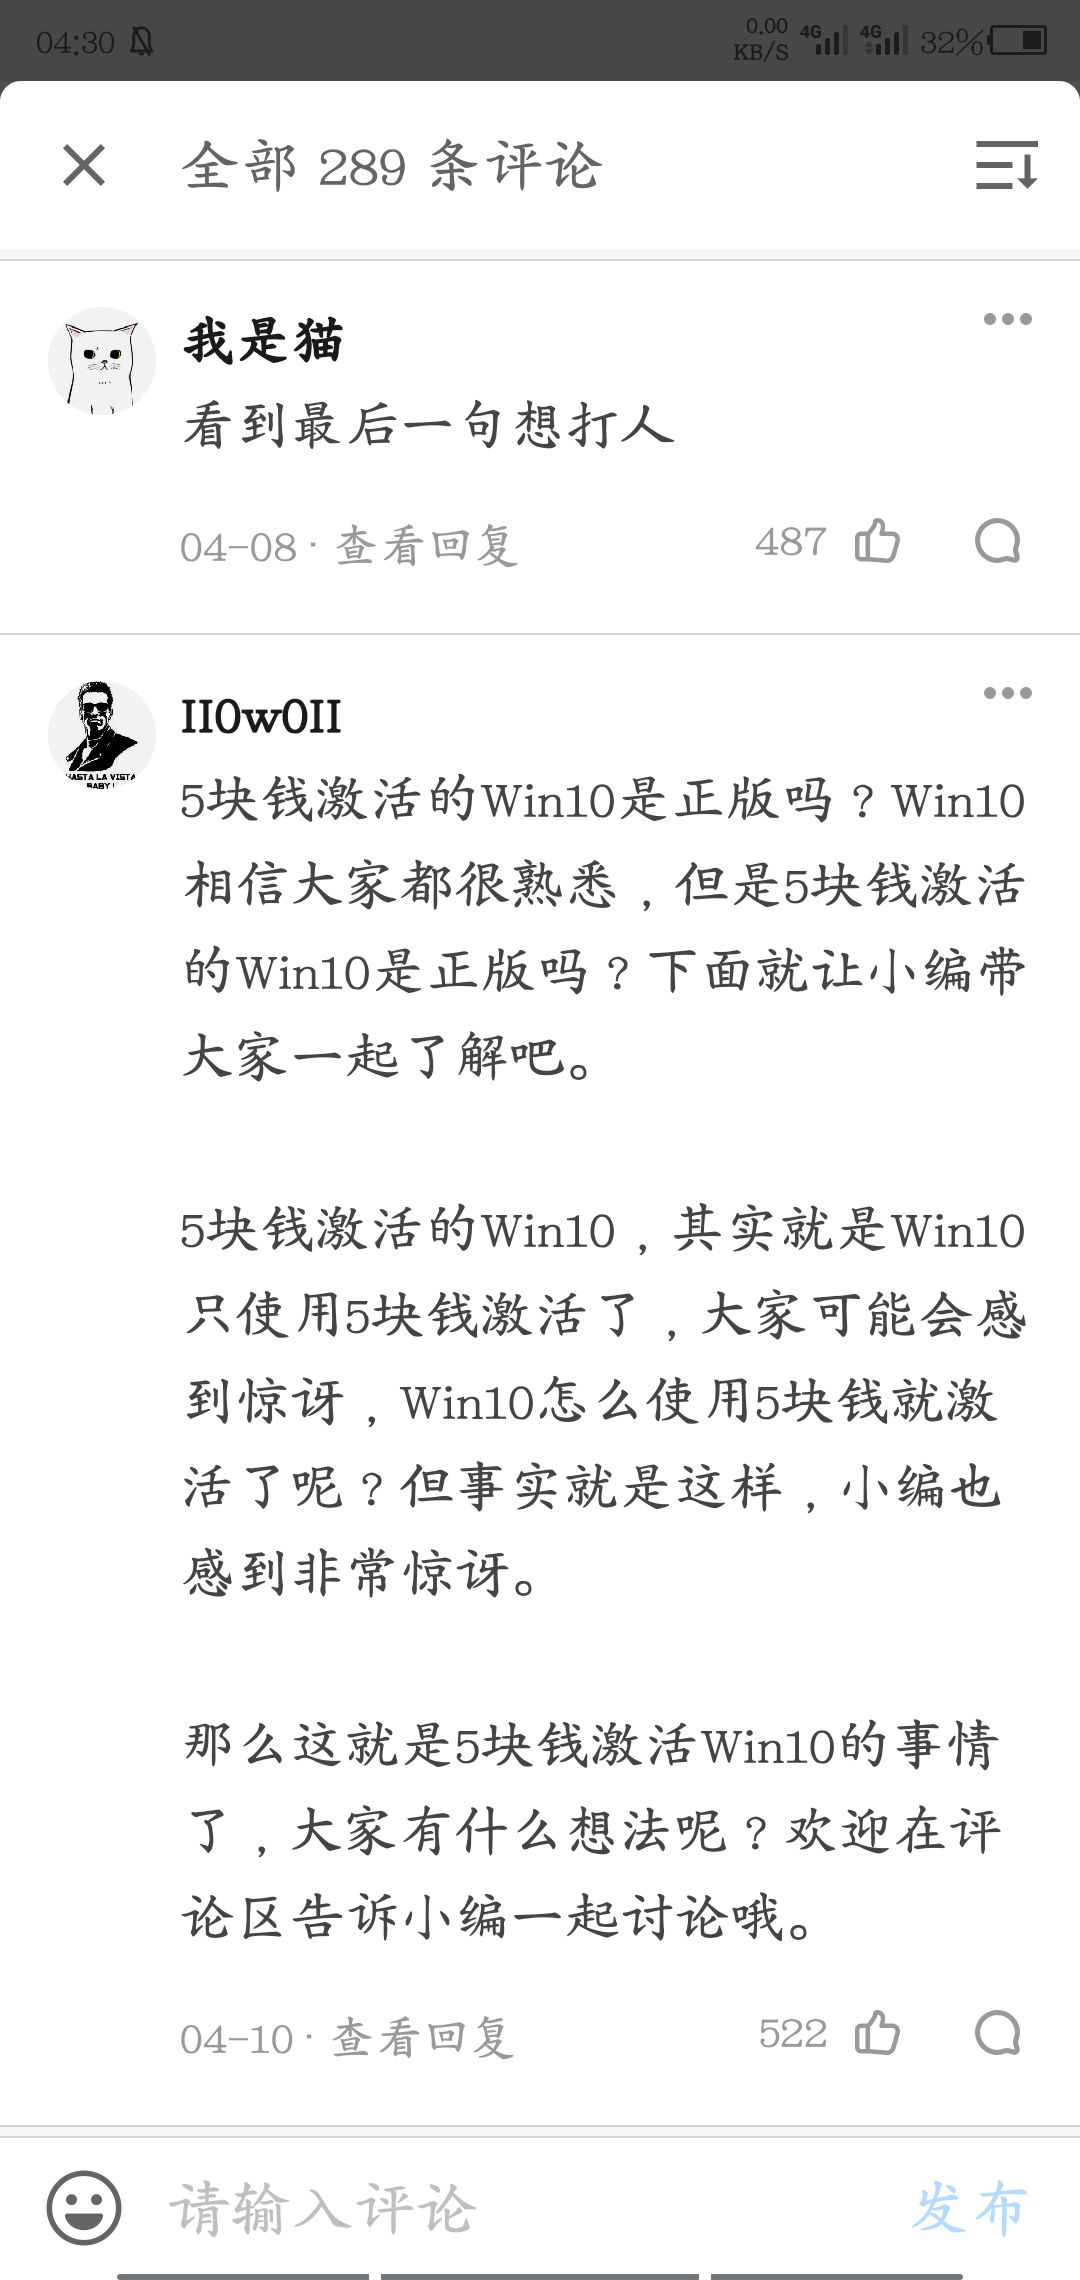 04:30 0.00 KB/S 4G 4G 32%
全部 289 条评论
我是猫
看到最后一句想打人
04-08 · 查看回复 487
HASTA LA VISTA
BABY!
II0w0II
5块钱激活的Win10是正版吗？Win10
相信大家都很熟悉，但是5块钱激活
的Win10是正版吗？下面就让小编带
大家一起了解吧。
5块钱激活的Win10，其实就是Win10
只使用5块钱激活了，大家可能会感
到惊讶，Win10怎么使用5块钱就激
活了呢？但事实就是这样，小编也
感到非常惊讶。
那么这就是5块钱激活Win10的事情
了，大家有什么想法呢？欢迎在评
论区告诉小编一起讨论哦。
04-10 · 查看回复 522
请输入评论 发布